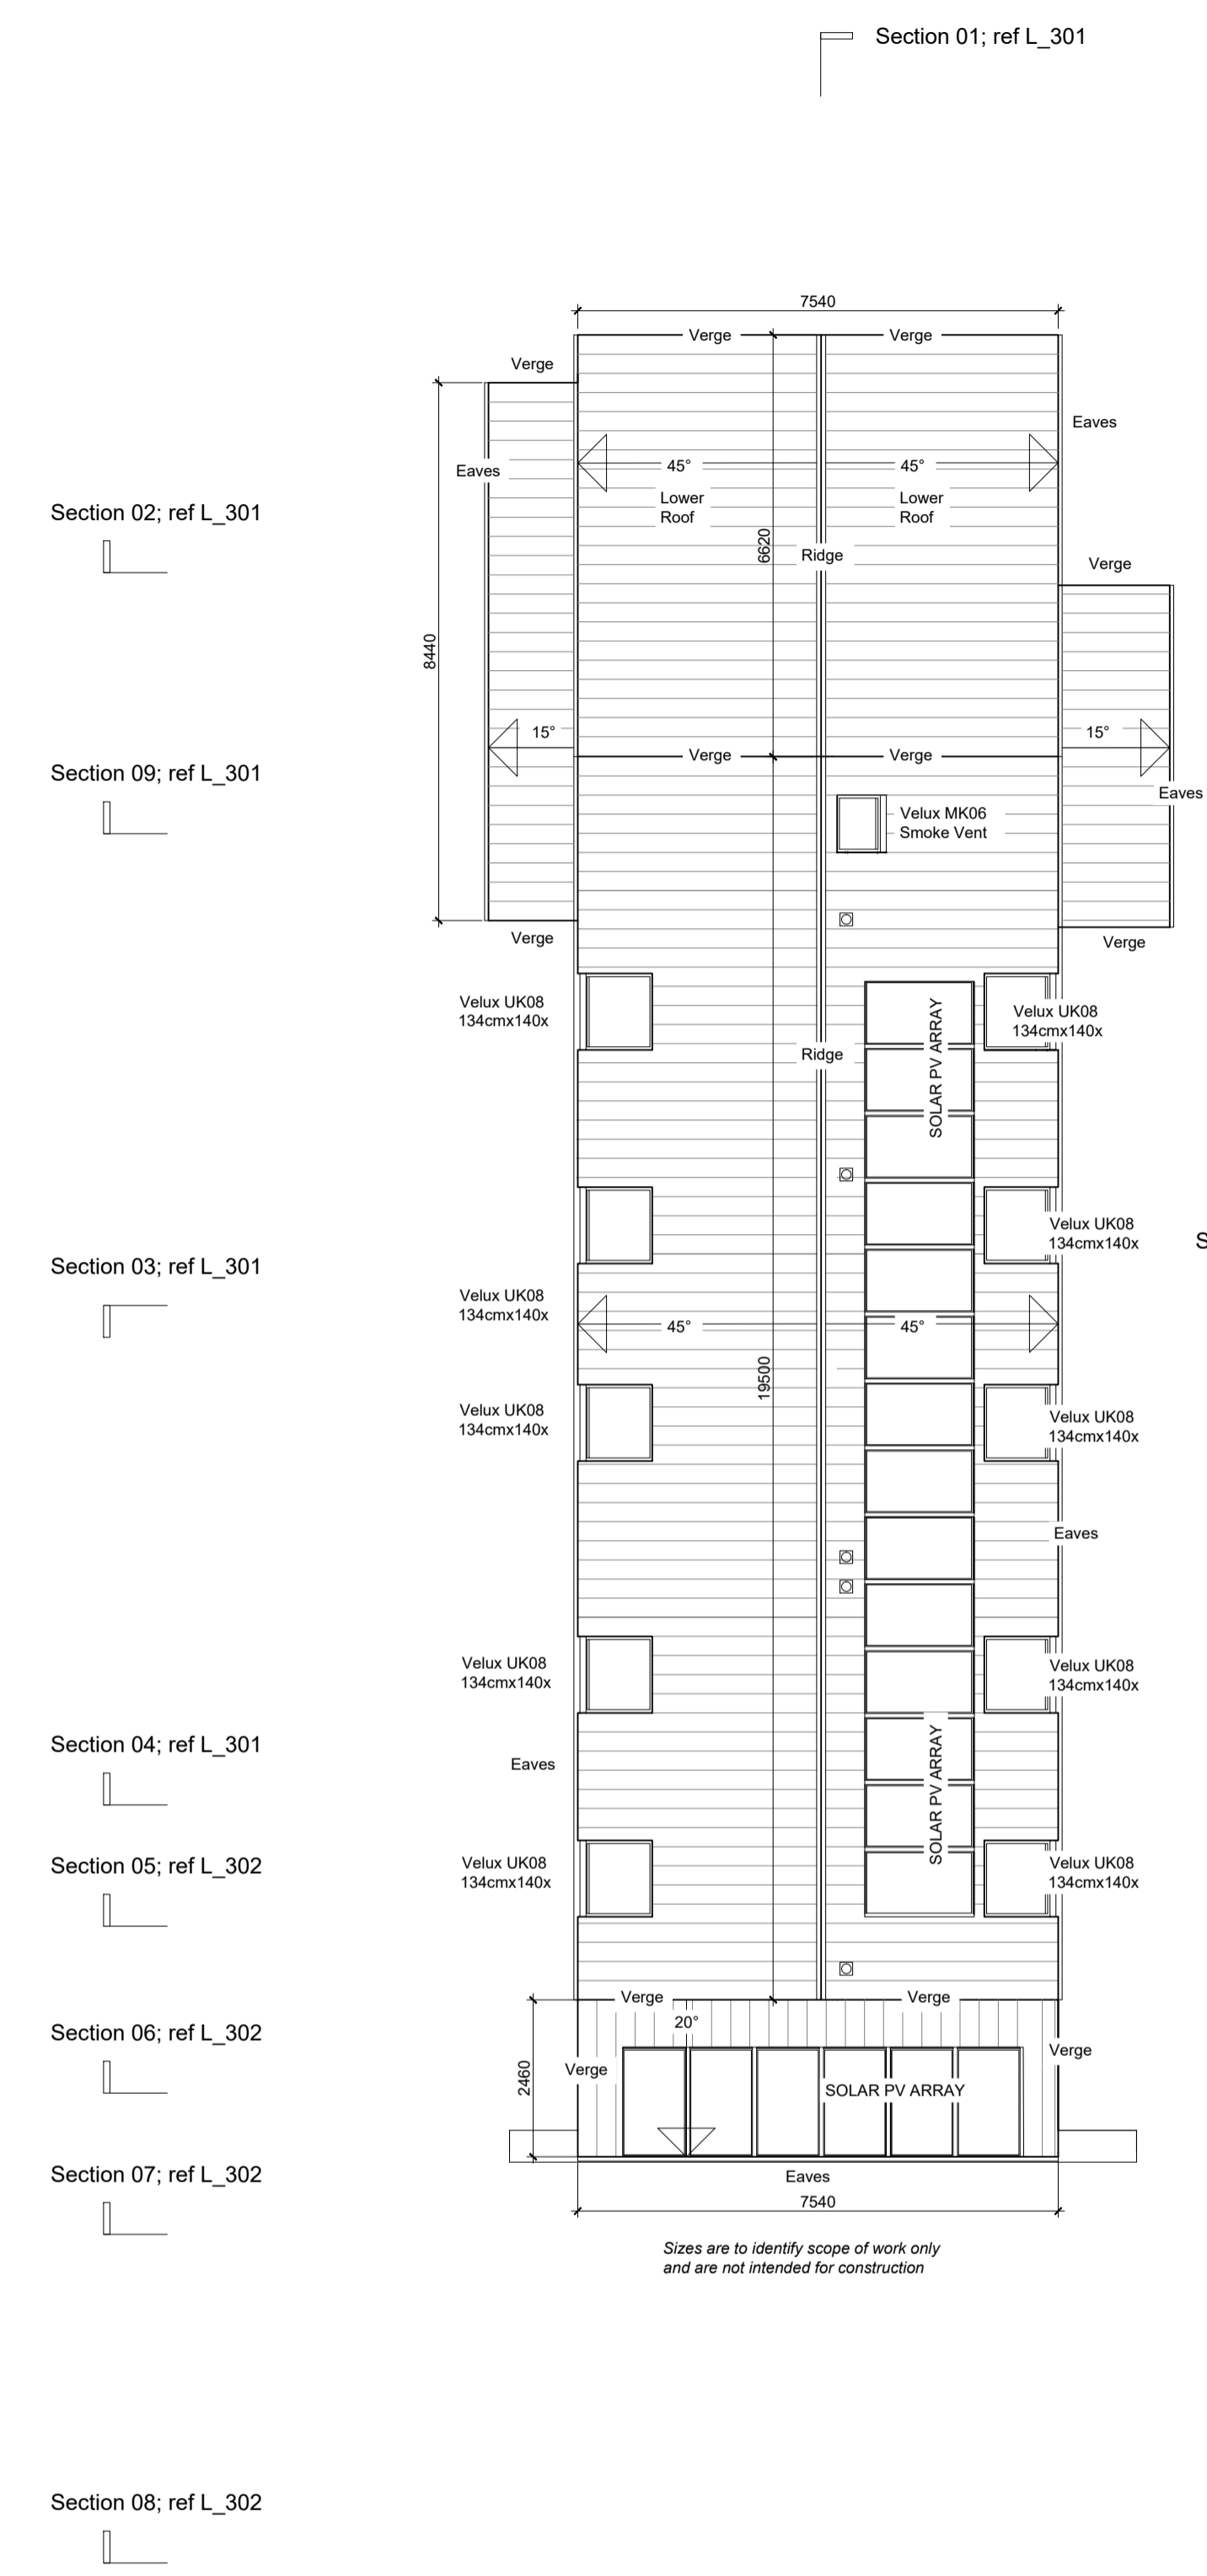 Section 01; ref L_301
7540
Verge
Verge
Verge
Eaves
Eaves
45°
45°
Lower
Roof
Lower
Roof
Section 02; ref L_301
6620
Ridge
Verge
8440
15°
15°
Verge
Verge
Section 09; ref L_301
Eaves
Velux MK06
Smoke Vent
Verge
Verge
Velux UK08
134cmx140x
SOLAR PV ARRAY
Velux UK08
134cmx140x
Ridge
Velux UK08
134cmx140x
S
Section 03; ref L_301
Velux UK08
134cmx140x
45°
45°
19500
Velux UK08
134cmx140x
Velux UK08
134cmx140x
Eaves
Velux UK08
134cmx140x
Velux UK08
134cmx140x
Section 04; ref L_301
Eaves
SOLAR PV ARRAY
Section 05; ref L_302
Velux UK08
134cmx140x
Velux UK08
134cmx140x
Verge
Verge
20°
Section 06; ref L_302
Verge
Verge
2460
SOLAR PV ARRAY
Section 07; ref L_302
Eaves
7540
Sizes are to identify scope of work only
and are not intended for construction
Section 08; ref L_302